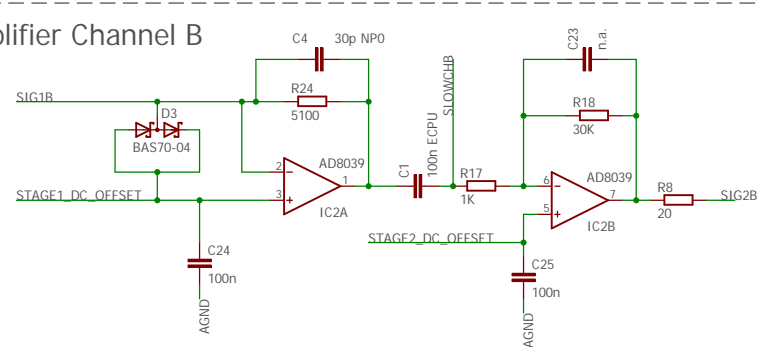 plifier Channel B
C4
30p NP0
R24
5100
SIG1B
D3
BAS70-04
STAGE1_DC_OFFSET
2
3
1
AD8039
IC2A
C24
100n
AGND
C1
100n ECPU
SLOWCHB
R17
1K
C23
n.a.
R18
30K
6
5
7
AD8039
IC2B
R8
20
SIG2B
STAGE2_DC_OFFSET
C25
100n
AGND